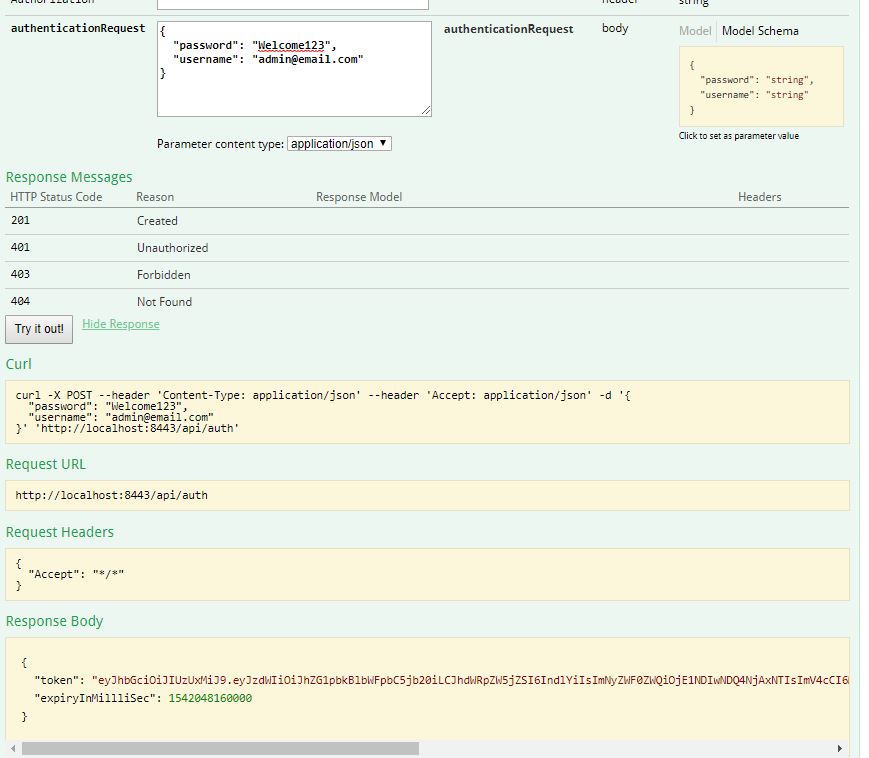 Authorization header string
authenticationRequest { authenticationRequest body Model Model Schema
"password": "Welcome123",
"username": "admin@email.com"
}
{
"password": "string",
"username": "string"
}
Click to set as parameter value
Parameter content type: application/json
Response Messages
HTTP Status Code Reason Response Model Headers
201 Created
401 Unauthorized
403 Forbidden
404 Not Found
Try it out! Hide Response
Curl
curl -X POST --header 'Content-Type: application/json' --header 'Accept: application/json' -d '{
"password": "Welcome123",
"username": "admin@email.com"
}' 'http://localhost:8443/api/auth'
Request URL
http://localhost:8443/api/auth
Request Headers
{
"Accept": "*/*"
}
Response Body
{
"token": "eyJhbGciOiJIUzUxMiJ9.eyJzdWIiOiJhZG1pbkBlbWFpbC5jb20iLCJhdWRpZW5jZSI6IndlYiIsImNyZWF0ZWQiOjE1NDIwNDQ4NjAxNTIsImV4cCI6
"expiryInMillliSec": 1542048160000
}